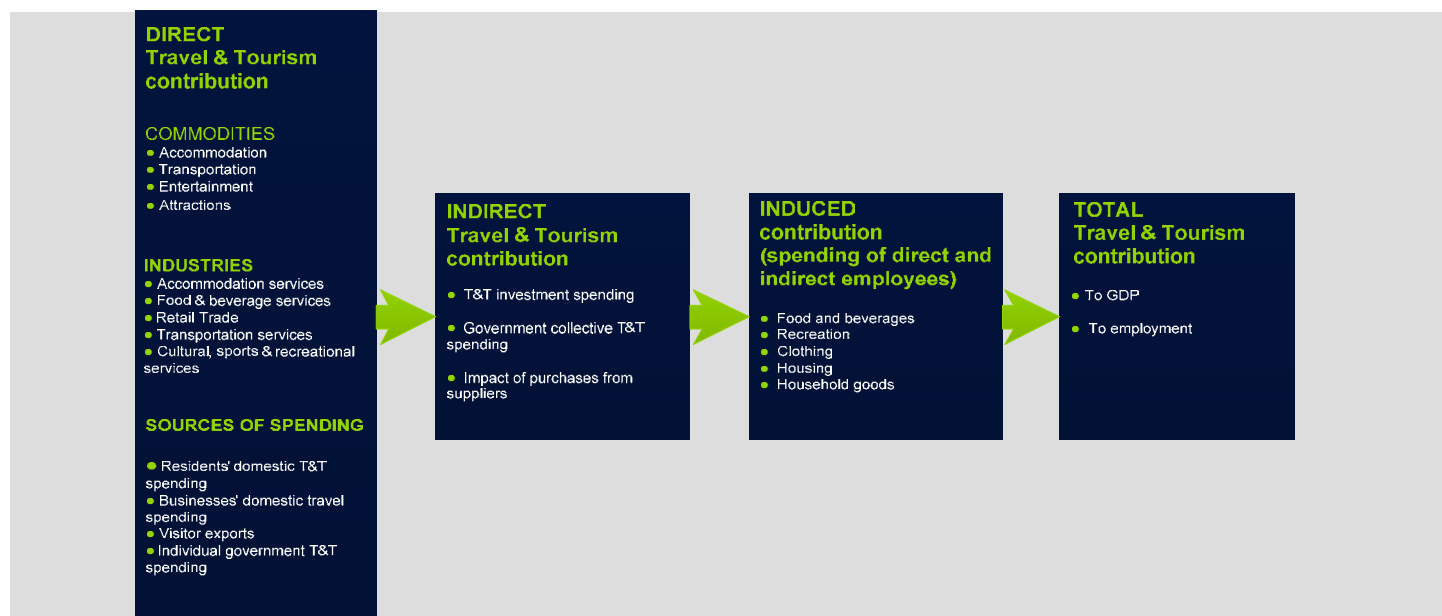 DIRECT
Travel & Tourism
contribution
COMMODITIES
• Accommodation
• Transportation
• Entertainment
• Attractions
INDUSTRIES
• Accommodation services
• Food & beverage services
• Retail Trade
• Transportation services
• Cultural, sports & recreational
services
SOURCES OF SPENDING
• Residents' domestic T&T
spending
• Businesses' domestic travel
spending
• Visitor exports
• Individual government T&T
spending
INDIRECT
Travel & Tourism
contribution
• T&T investment spending
• Government collective T&T
spending
• Impact of purchases from
suppliers
INDUCED
contribution
(spending of direct and
indirect employees)
• Food and beverages
• Recreation
• Clothing
• Housing
• Household goods
TOTAL
Travel & Tourism
contribution
• To GDP
• To employment